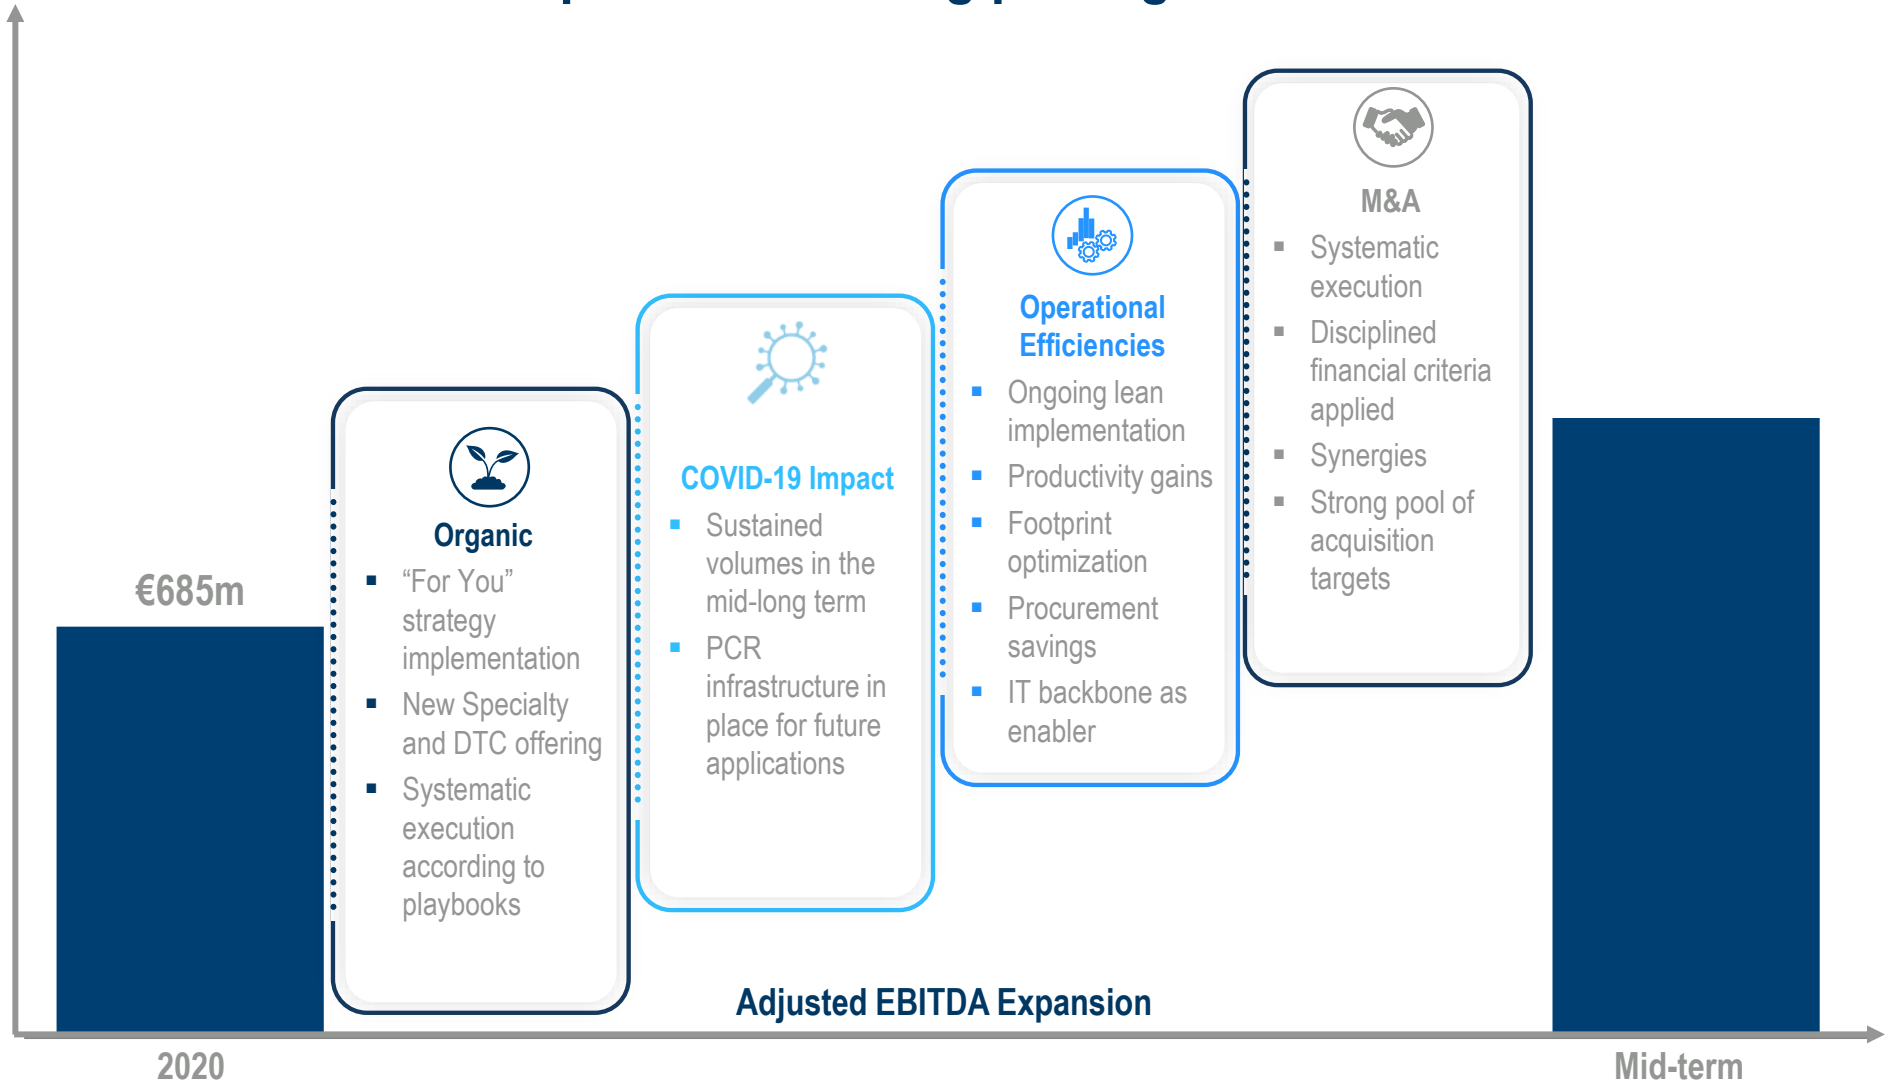 €685m
2020
Organic
“For You”
strategy
implementation
New Specialty
and DTC offering
Systematic
execution
according to
playbooks
COVID-19 Impact
Sustained
volumes in the
mid-long term
PCR
infrastructure in
place for future
applications
Operational
Efficiencies
Ongoing lean
implementation
Productivity gains
Footprint
optimization
Procurement
savings
IT backbone as
enabler
M&A
Systematic
execution
Disciplined
financial criteria
applied
Synergies
Strong pool of
acquisition
targets
Adjusted EBITDA Expansion
Mid-term